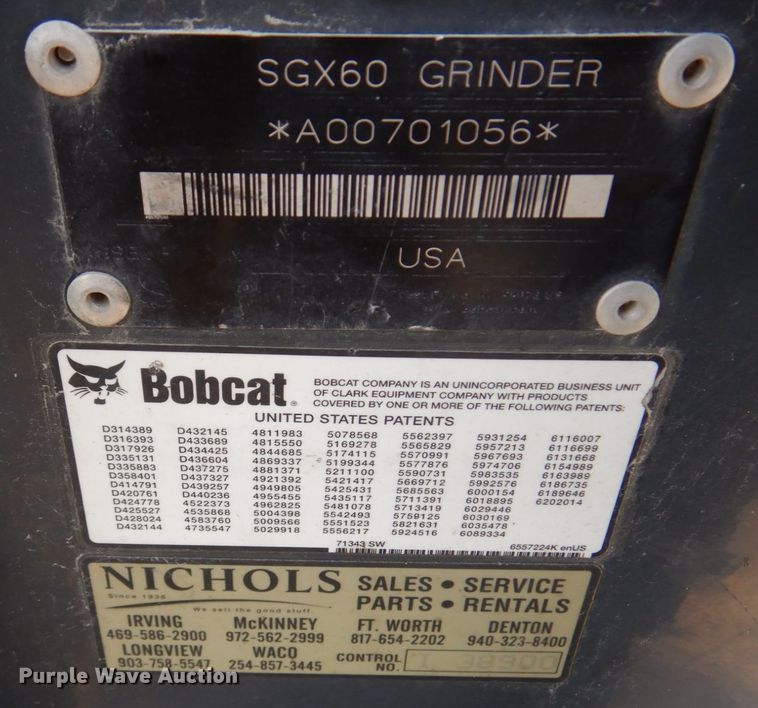 SGX60 GRINDER
*A00701056*
USA
Bobcat®
BOBCAT COMPANY IS AN UNINCORPORATED BUSINESS UNIT
OF CLARK EQUIPMENT COMPANY WITH PRODUCTS
COVERED BY ONE OR MORE OF THE FOLLOWING PATENTS:
UNITED STATES PATENTS
D314389 D432145 4811983 5078568 5562397 5931254 6116007
D316393 D433689 4815550 5169278 5565829 5957213 6116699
D317926 D434425 4844685 5174115 5570991 5967693 6131668
D335131 D436604 4869337 5199344 5577876 5974706 6154989
D335883 D437275 4881371 5211100 5590731 5983535 6163989
D358401 D437327 4921392 5421417 5669712 5992576 6186735
D414791 D439257 4949805 5425431 5685563 6000154 6189646
D420761 D440236 4955455 5435117 5711391 6018895 6202014
D424778 4522373 4962825 5481078 5713419 6029446
D425527 4535868 5004398 5542493 5759125 6030169
D428024 4583760 5009566 5551523 5821631 6035478
D432144 4735547 5029918 5556217 5924516 6089334
71343 SW 6557224K enUS
NICHOLS SALES • SERVICE
Since 1935
We sell the good stuff. PARTS • RENTALS
IRVING McKINNEY FT. WORTH DENTON
469-586-2900 972-562-2999 817-654-2202 940-323-8400
LONGVIEW WACO CONTROL
903-758-5547 254-857-3445 NO. I 38900
Purple Wave Auction